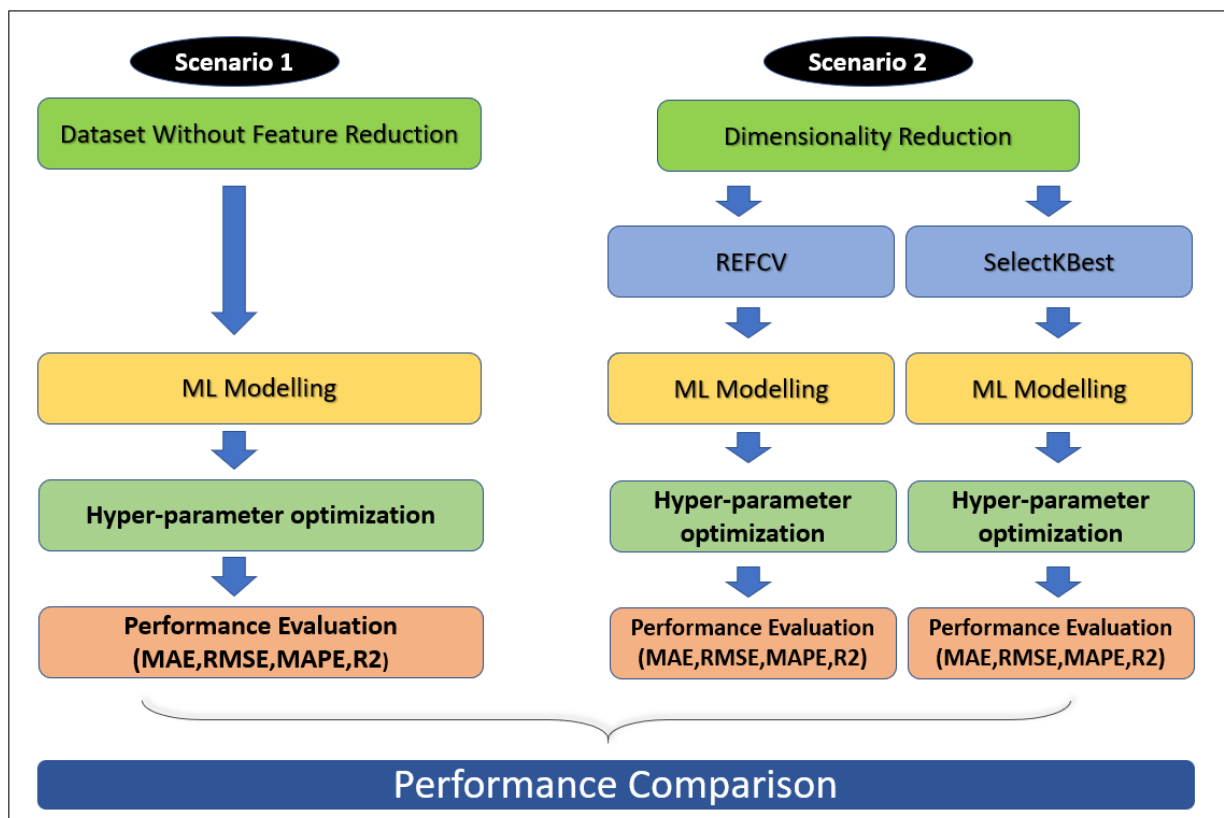 Scenario 1
Dataset Without Feature Reduction
ML Modelling
Hyper-parameter optimization
Performance Evaluation
(MAE,RMSE,MAPE,R2)
Scenario 2
Dimensionality Reduction
REFCV
SelectKBest
ML Modelling
ML Modelling
Hyper-parameter
optimization
Hyper-parameter
optimization
Performance Evaluation
(MAE,RMSE,MAPE,R2)
Performance Evaluation
(MAE,RMSE,MAPE,R2)
Performance Comparison